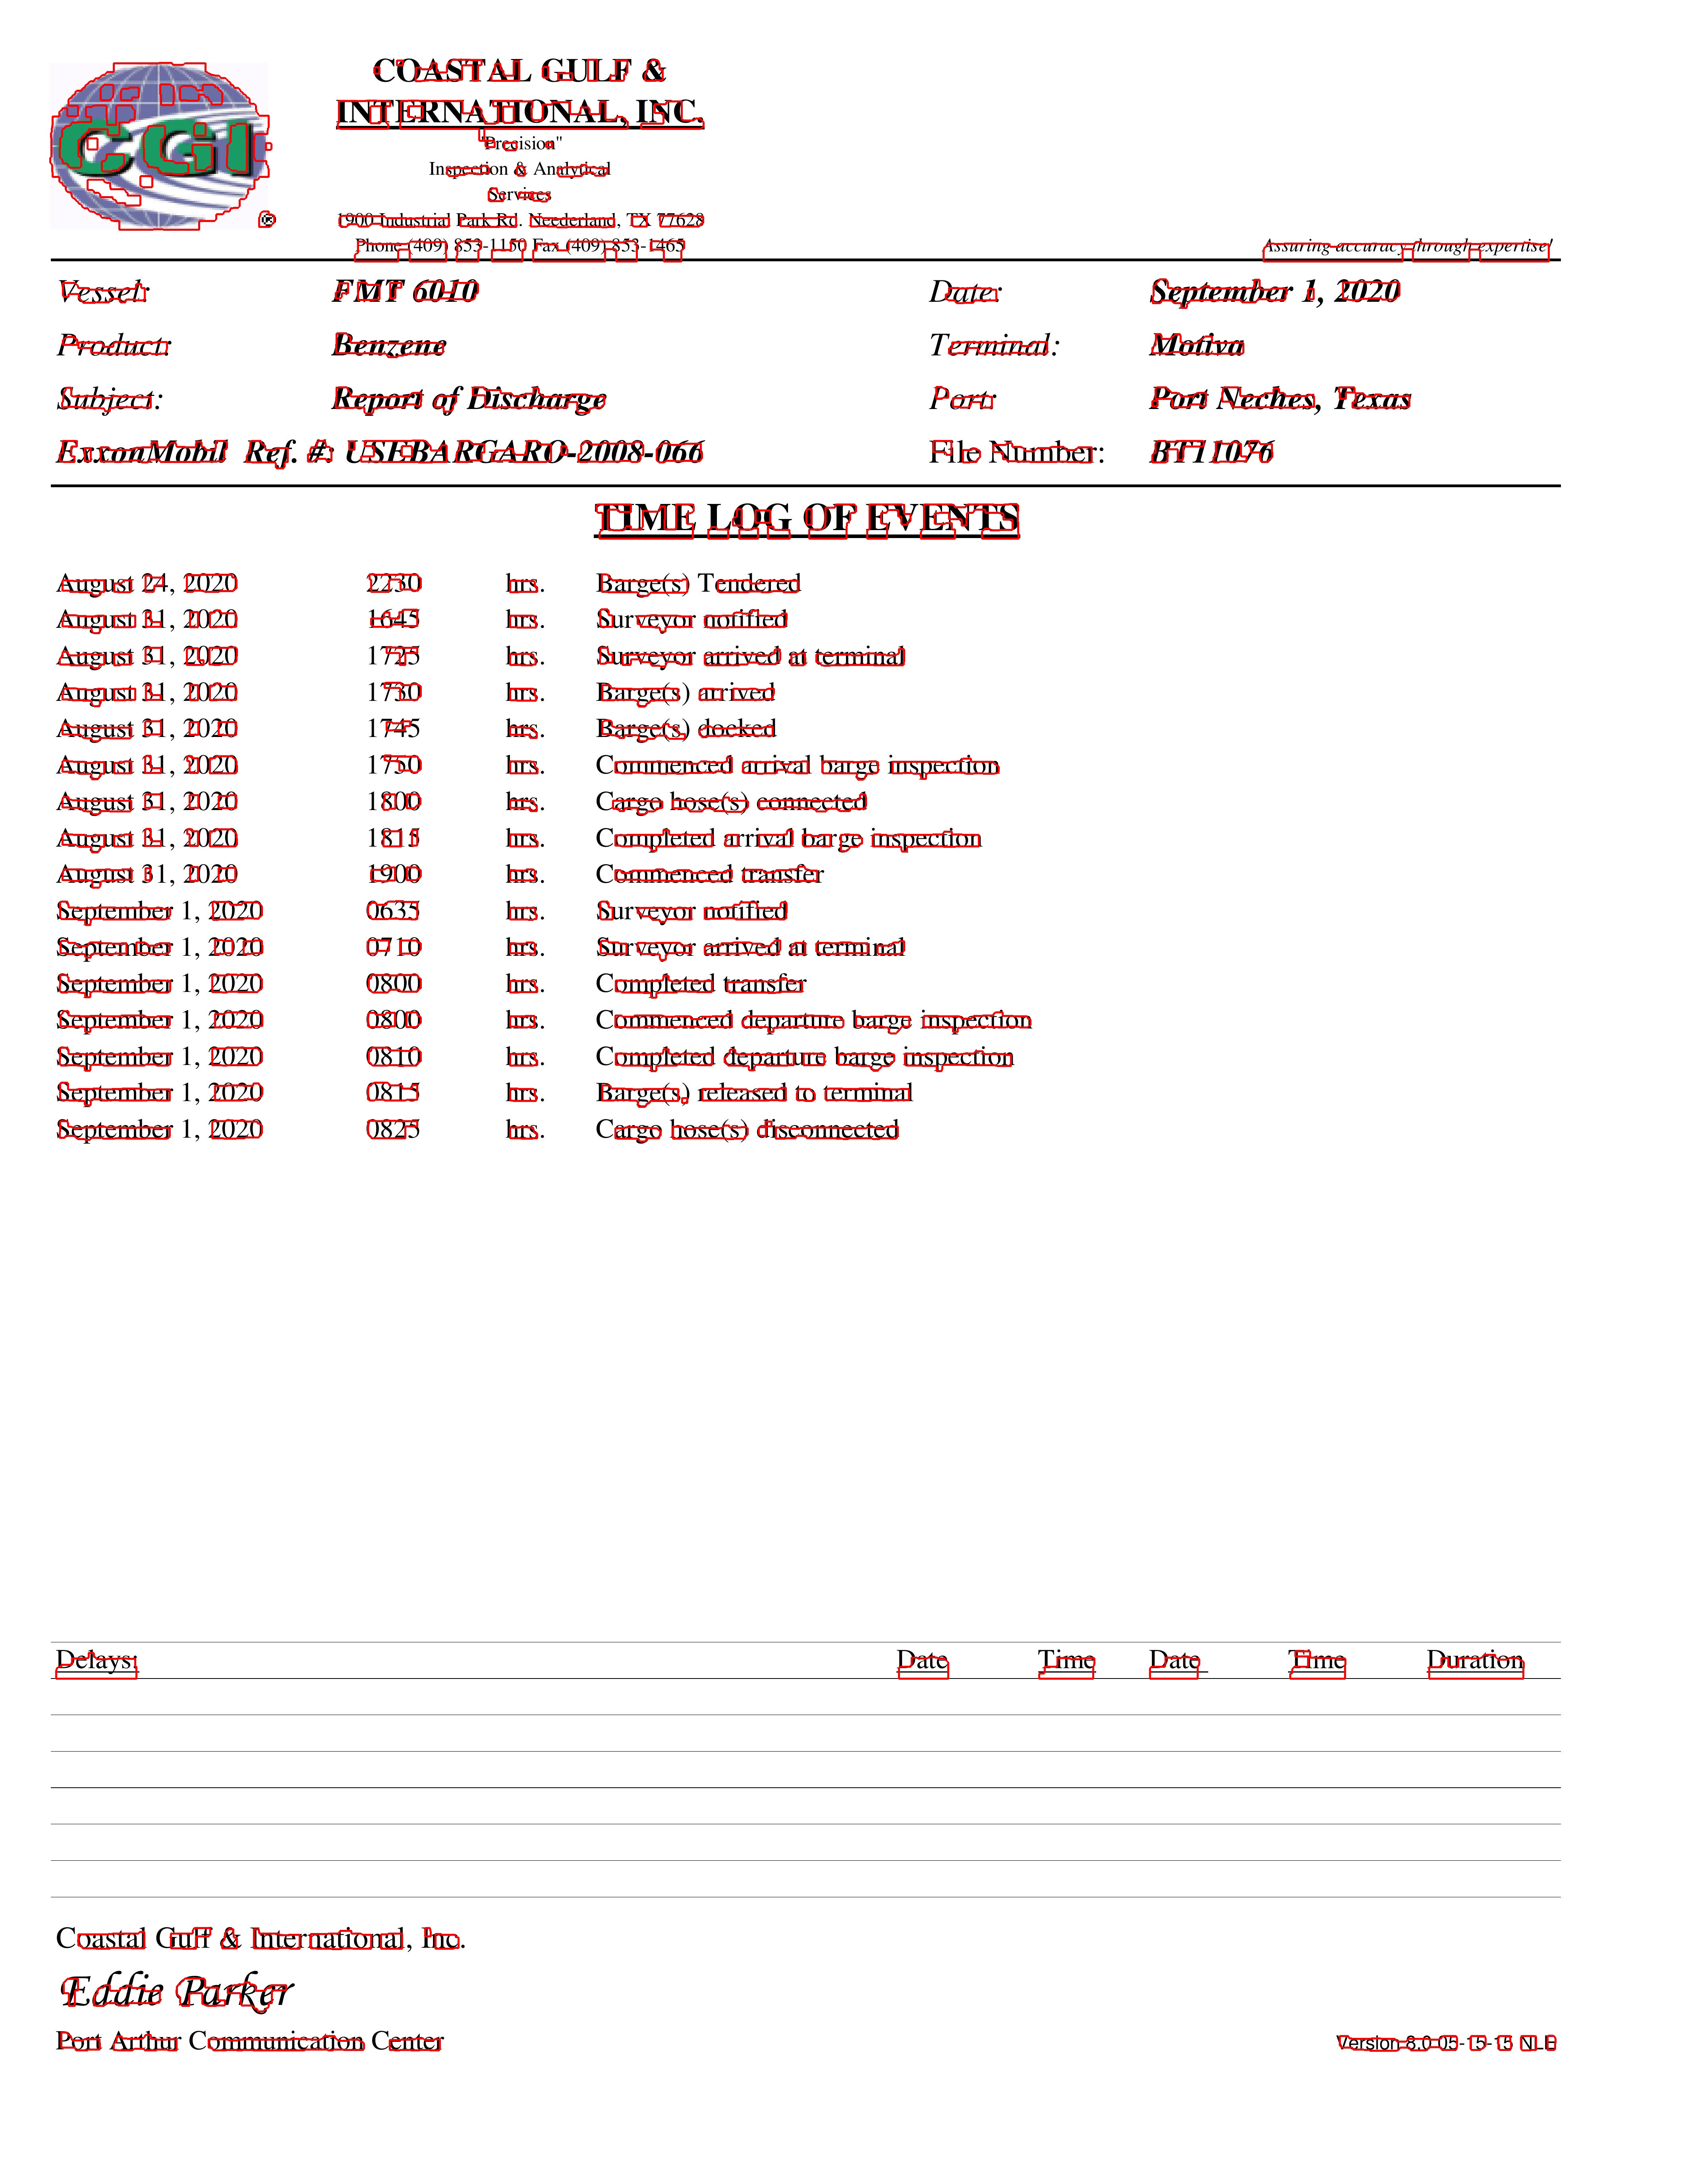 CGI
®
COASTAL GULF &
INTERNATIONAL, INC.
"Precision"
Inspection & Analytical
Services
1900 Industrial Park Rd. Neederland, TX 77628
Phone (409) 853-1150 Fax (409) 853-1465
Assuring accuracy through expertise!
Vessel: FMT 6010 Date: September 1, 2020
Product: Benzene Terminal: Motiva
Subject: Report of Discharge Port: Port Neches, Texas
ExxonMobil Ref. #: USEBARGARO-2008-066 File Number: BT11076
TIME LOG OF EVENTS
August 24, 2020 2230 hrs. Barge(s) Tendered
August 31, 2020 1645 hrs. Surveyor notified
August 31, 2020 1725 hrs. Surveyor arrived at terminal
August 31, 2020 1730 hrs. Barge(s) arrived
August 31, 2020 1745 hrs. Barge(s) docked
August 31, 2020 1750 hrs. Commenced arrival barge inspection
August 31, 2020 1800 hrs. Cargo hose(s) connected
August 31, 2020 1815 hrs. Completed arrival barge inspection
August 31, 2020 1900 hrs. Commenced transfer
September 1, 2020 0635 hrs. Surveyor notified
September 1, 2020 0710 hrs. Surveyor arrived at terminal
September 1, 2020 0800 hrs. Completed transfer
September 1, 2020 0800 hrs. Commenced departure barge inspection
September 1, 2020 0810 hrs. Completed departure barge inspection
September 1, 2020 0815 hrs. Barge(s) released to terminal
September 1, 2020 0825 hrs. Cargo hose(s) disconnected
Delays: Date Time Date Time Duration
Coastal Gulf & International, Inc.
Eddie Parker
Port Arthur Communication Center
Version 8.0 05-15-15 NLB